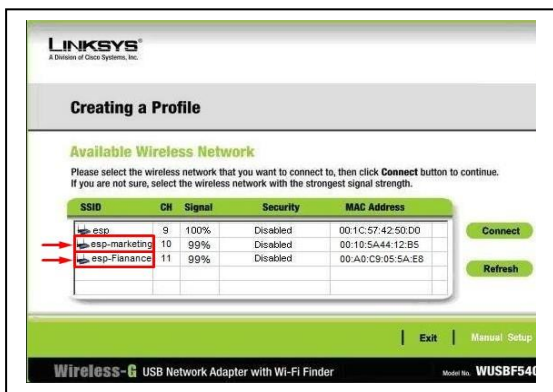 LINKSYS®
A Division of Cisco Systems, Inc.
Creating a Profile
Available Wireless Network
Please select the wireless network that you want to connect to, then click Connect button to continue.
If you are not sure, select the wireless network with the strongest signal strength.
SSID CH Signal Security MAC Address
esp 9 100% Disabled 00:1C:57:42:50:D0
esp-marketing 10 99% Disabled 00:10:5A:44:12:B5
esp-Fianance 11 99% Disabled 00:A0:C9:05:5A:E8
Connect
Refresh
Exit Manual Setup
Wireless-G USB Network Adapter with Wi-Fi Finder Model No. WUSBF54G